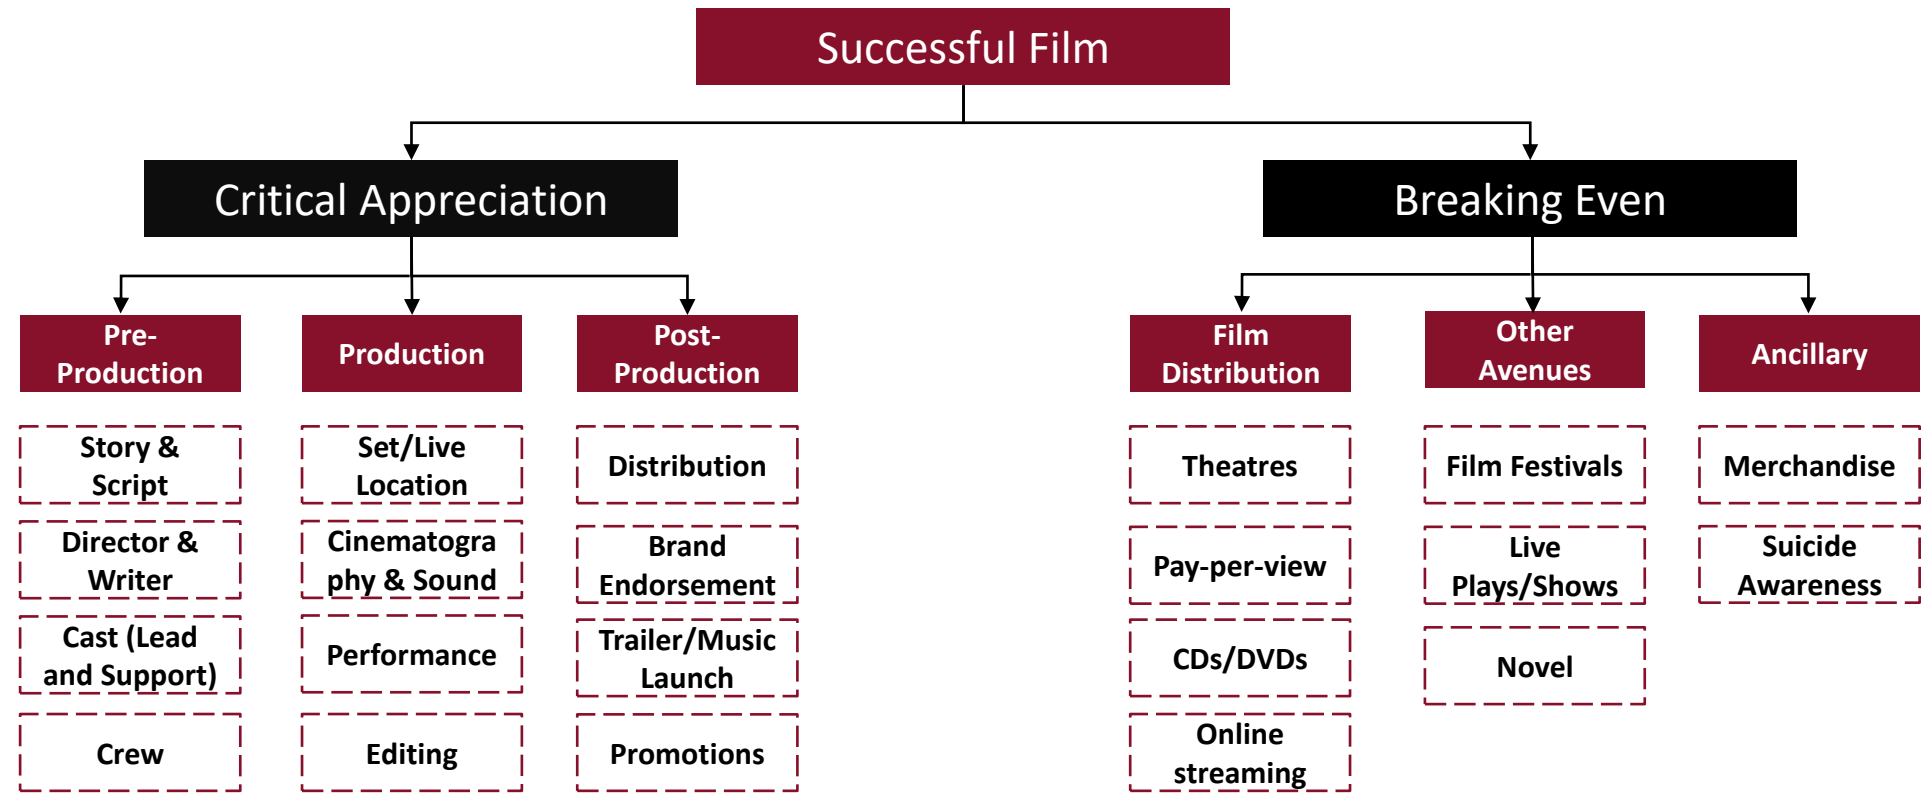 Successful Film
Critical Appreciation
Breaking Even
Pre-
Production
Production
Post-
Production
Film
Distribution
Other
Avenues
Ancillary
Story &
Script
Director &
Writer
Cast (Lead
and Support)
Crew
Set/Live
Location
Cinematogra
phy & Sound
Performance
Editing
Distribution
Brand
Endorsement
Trailer/Music
Launch
Promotions
Theatres
Pay-per-view
CDs/DVDs
Online
streaming
Film Festivals
Live
Plays/Shows
Novel
Merchandise
Suicide
Awareness